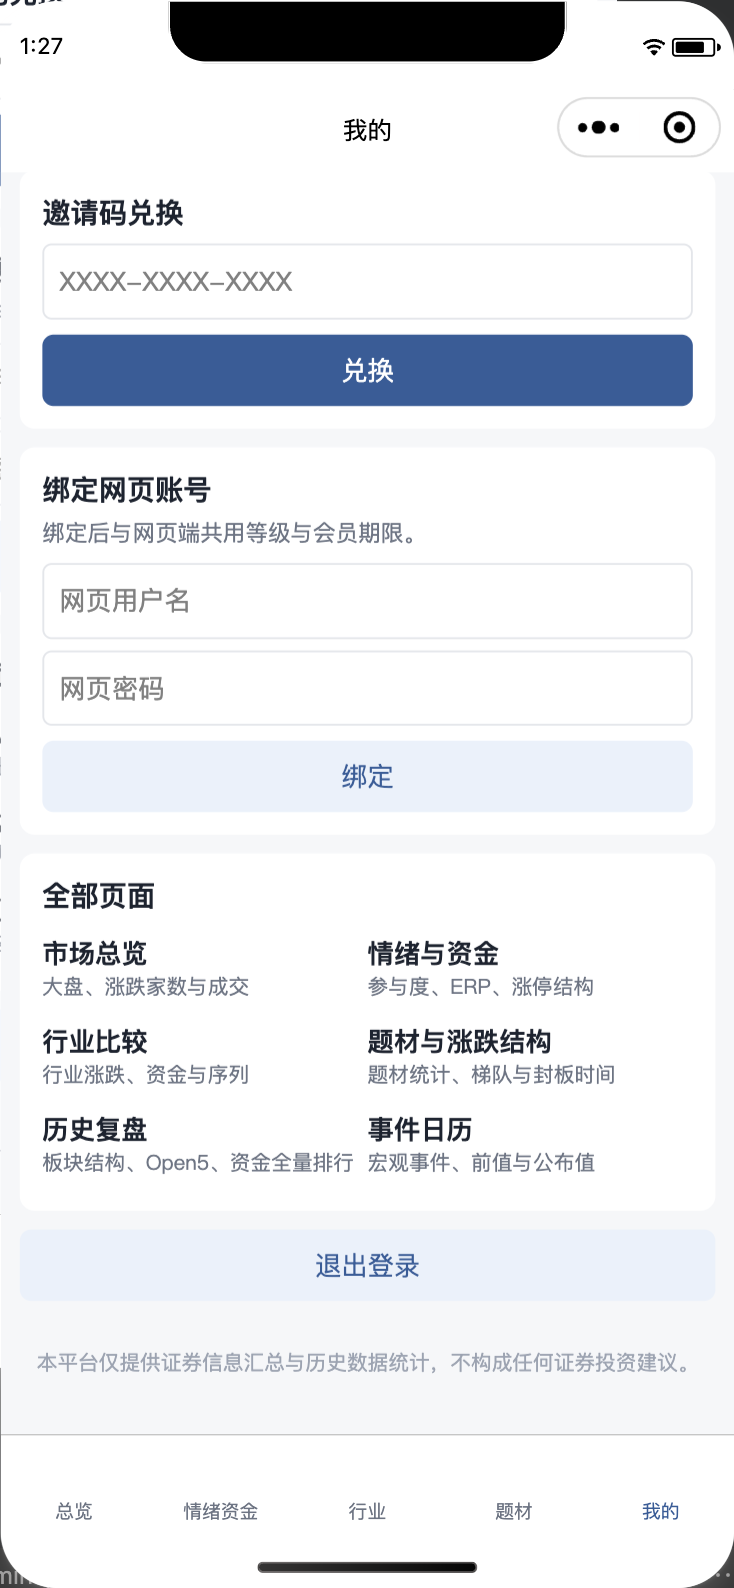 1:27
我的
邀请码兑换
XXXX-XXXX-XXXX
兑换
绑定网页账号
绑定后与网页端共用等级与会员期限。
网页用户名
网页密码
绑定
全部页面
市场总览
大盘、涨跌家数与成交
情绪与资金
参与度、ERP、涨停结构
行业比较
行业涨跌、资金与序列
题材与涨跌结构
题材统计、梯队与封板时间
历史复盘
板块结构、Open5、资金全量排行
事件日历
宏观事件、前值与公布值
退出登录
本平台仅提供证券信息汇总与历史数据统计，不构成任何证券投资建议。
总览
情绪资金
行业
题材
我的